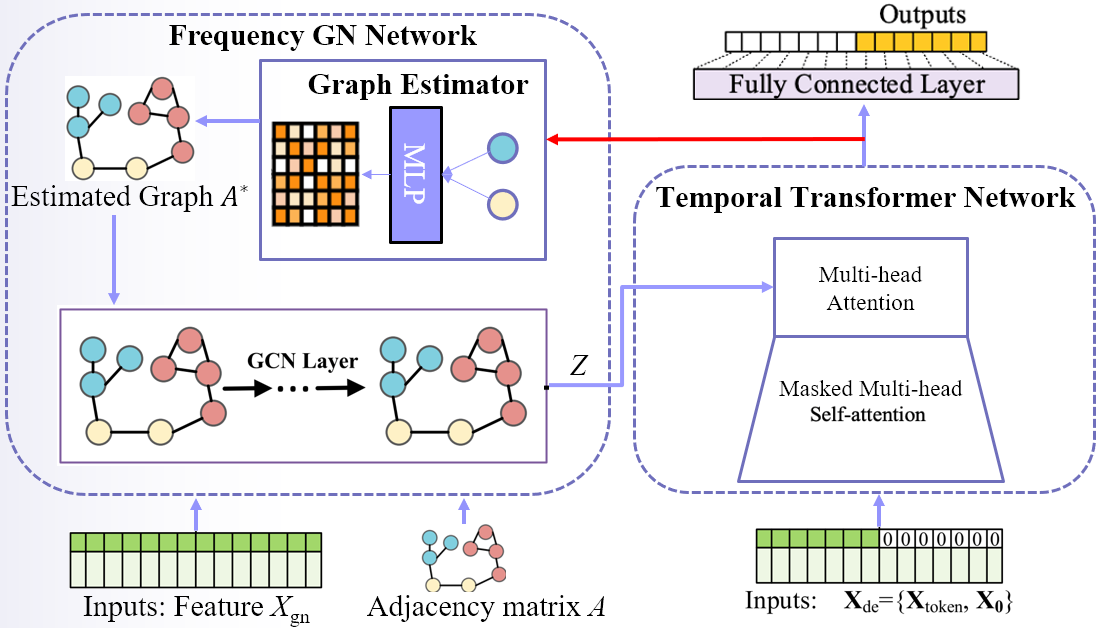 Outputs
Fully Connected Layer
Frequency GN Network
Graph Estimator
MLP
Estimated Graph A*
Temporal Transformer Network
Multi-head
Attention
Masked Multi-head
Self-attention
GCN Layer
Z
0 0 0 0 0 0 0
Inputs: Feature Xgn
Adjacency matrix A
Inputs: Xde={Xtoken, X0}